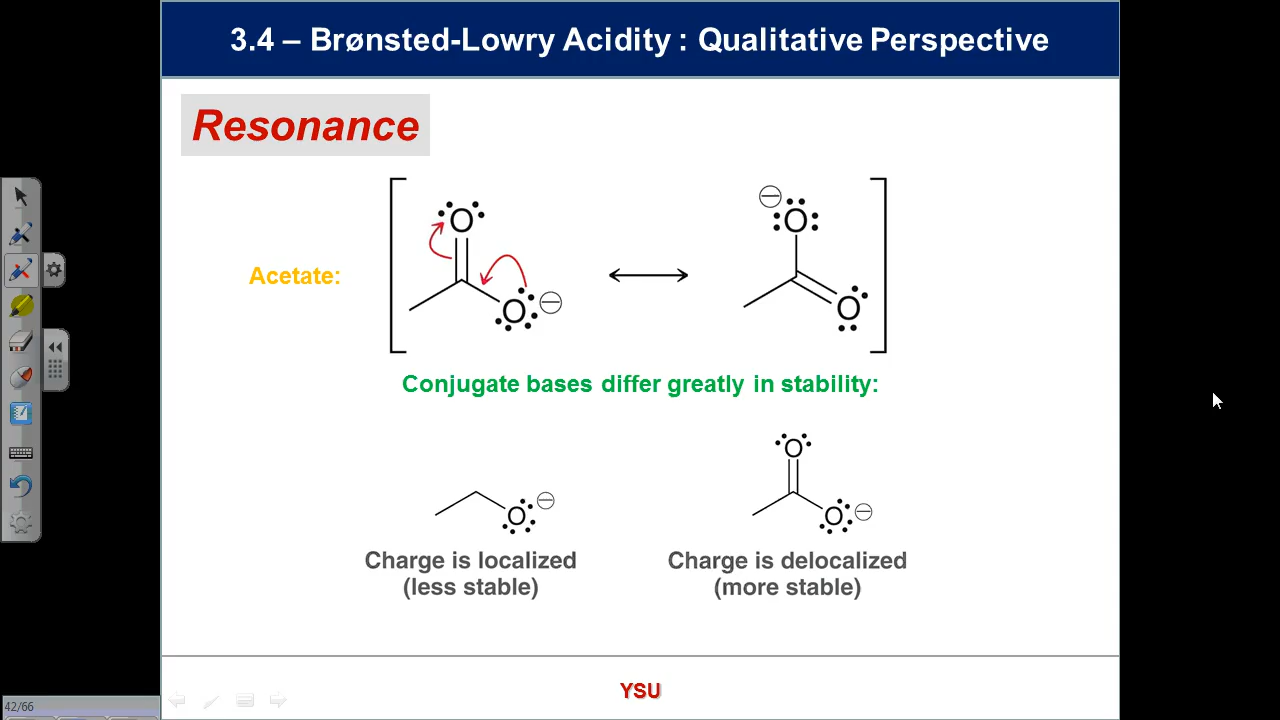 3.4 – Brønsted-Lowry Acidity : Qualitative Perspective
Resonance
O
O
O
O
Acetate:
Conjugate bases differ greatly in stability:
O
O
O
Charge is localized
(less stable)
Charge is delocalized
(more stable)
YSU
42/66